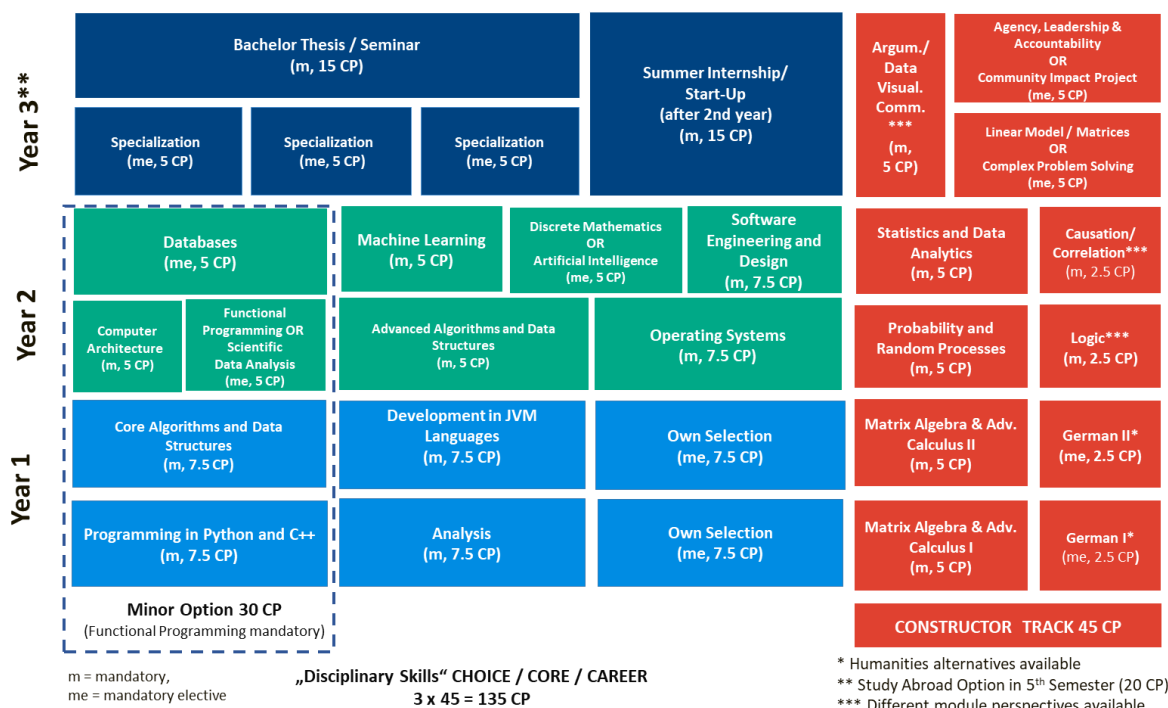 Year 3**
Bachelor Thesis / Seminar
(m, 15 CP)
Summer Internship/
Start-Up
(after 2nd year)
(m, 15 CP)
Specialization
(me, 5 CP)
Specialization
(me, 5 CP)
Specialization
(me, 5 CP)
Argum./
Data
Visual.
Comm.
***
(m,
5 CP)
Agency, Leadership &
Accountability
OR
Community Impact Project
(me, 5 CP)
Linear Model / Matrices
OR
Complex Problem Solving
(me, 5 CP)
Year 2
Databases
(me, 5 CP)
Machine Learning
(m, 5 CP)
Discrete Mathematics
OR
Artificial Intelligence
(me, 5 CP)
Software
Engineering and
Design
(m, 7.5 CP)
Statistics and Data
Analytics
(m, 5 CP)
Causation/
Correlation***
(m, 2.5 CP)
Computer
Architecture
(m, 5 CP)
Functional
Programming OR
Scientific
Data Analysis
(me, 5 CP)
Advanced Algorithms and Data
Structures
(m, 5 CP)
Operating Systems
(m, 7.5 CP)
Probability and
Random Processes
(m, 5 CP)
Logic***
(m, 2.5 CP)
Year 1
Core Algorithms and Data
Structures
(m, 7.5 CP)
Development in JVM
Languages
(m, 7.5 CP)
Own Selection
(me, 7.5 CP)
Matrix Algebra & Adv.
Calculus II
(m, 5 CP)
German II*
(me, 2.5 CP)
Programming in Python and C++
(m, 7.5 CP)
Analysis
(m, 7.5 CP)
Own Selection
(me, 7.5 CP)
Matrix Algebra & Adv.
Calculus I
(m, 5 CP)
German I*
(me, 2.5 CP)
Minor Option 30 CP
(Functional Programming mandatory)
CONSTRUCTOR TRACK 45 CP
m = mandatory,
me = mandatory elective
„Disciplinary Skills“ CHOICE / CORE / CAREER
3 x 45 = 135 CP
* Humanities alternatives available
** Study Abroad Option in 5th Semester (20 CP)
*** Different module perspectives available